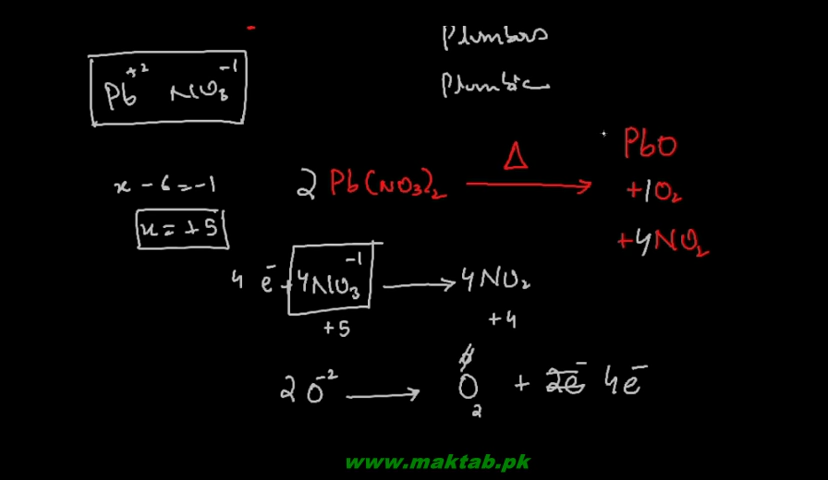 Plumbous
Plumbic
Pb⁺² NO₃⁻¹
x - 6 = -1
x = +5
2 Pb(NO₃)₂ Δ → PbO
+1O₂
+4NO₂
4 e⁻ + 4NO₃⁻¹ → 4NO₂
+5 +4
2O⁻² → O₂ + 2e⁻ 4e⁻
www.maktab.pk